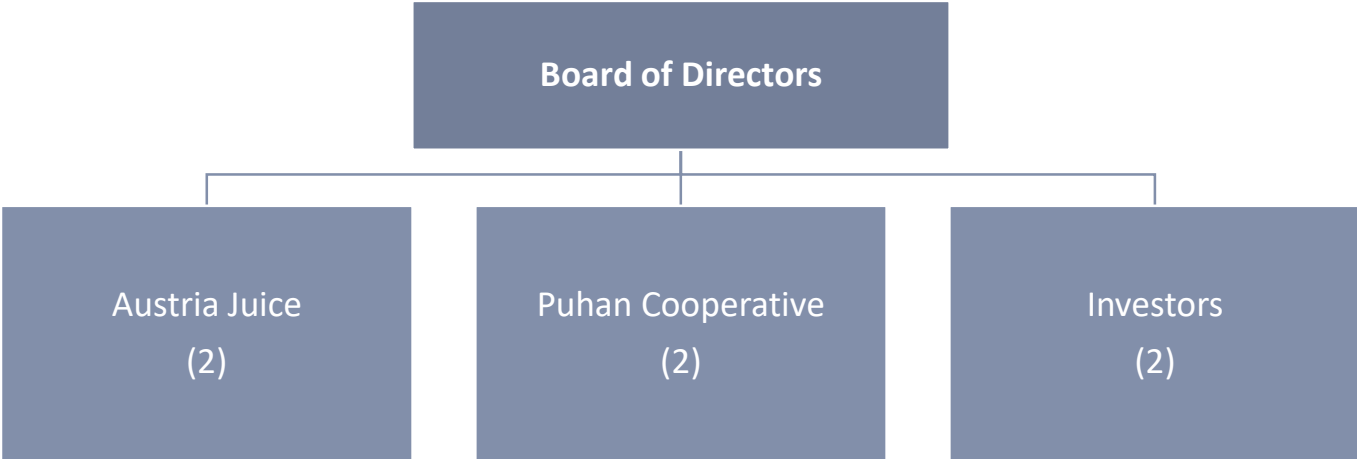 Board of Directors
Austria Juice
(2)
Puhan Cooperative
(2)
Investors
(2)